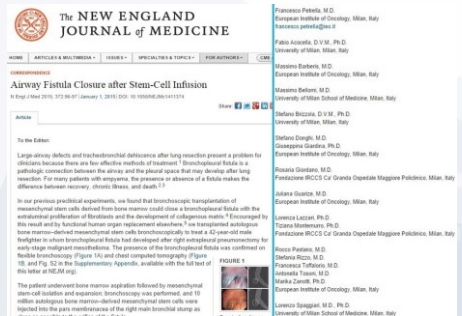 The NEW ENGLAND
JOURNAL of MEDICINE
HOME ARTICLES & MULTIMEDIA ISSUES SPECIALTIES & TOPICS FOR AUTHORS CME
CORRESPONDENCE
Airway Fistula Closure after Stem-Cell Infusion
N Engl J Med 2015; 372:96-97 January 1, 2015 DOI: 10.1056/NEJMc1411374
Share:
Article
To the Editor:
Large-airway defects and tracheobronchial dehiscence after lung resection present a problem for
clinicians because there are few effective methods of treatment.1 Bronchopleural fistula is a
pathologic connection between the airway and the pleural space that may develop after lung
resection. For many patients with empyema, the presence or absence of a fistula makes the
difference between recovery, chronic illness, and death.2,3
In our previous preclinical experiments, we found that bronchoscopic transplantation of
mesenchymal stem cells derived from bone marrow could close a bronchopleural fistula with the
extraluminal proliferation of fibroblasts and the development of collagenous matrix.4 Encouraged by
this result and by functional human organ replacement elsewhere,5 we transplanted autologous
bone marrow–derived mesenchymal stem cells bronchoscopically to treat a 42-year-old male
firefighter in whom bronchopleural fistula had developed after right extrapleural pneumonectomy for
early-stage malignant mesothelioma. The presence of the bronchopleural fistula was confirmed on
flexible bronchoscopy (Figure
1A) and chest computed tomography (Figure
1B, and Fig. S2 in the Supplementary Appendix, available with the full text of
this letter at NEJM.org).
FIGURE 1
The patient underwent bone marrow aspiration followed by mesenchymal
stem-cell isolation and expansion; bronchoscopy was performed, and 10
million autologous bone marrow–derived mesenchymal stem cells were
injected into the pars membranacea of the right main bronchial stump as
Francesco Petrella, M.D.
European Institute of Oncology, Milan, Italy
francesco.petrella@ieo.it
Fabio Acocella, D.V.M., Ph.D.
University of Milan, Milan, Italy
Massimo Barberis, M.D.
European Institute of Oncology, Milan, Italy
Massimo Bellomi, M.D.
University of Milan School of Medicine, Milan, Italy
Stefano Brizzola, D.V.M., Ph.D.
University of Milan, Milan, Italy
Stefano Donghi, M.D.
Giuseppina Giardina, Ph.D.
European Institute of Oncology, Milan, Italy
Rosaria Giordano, M.D.
Fondazione IRCCS Ca' Granda Ospedale Maggiore Policlinico, Milan, Italy
Juliana Guarize, M.D.
European Institute of Oncology, Milan, Italy
Lorenza Lazzari, Ph.D.
Tiziana Montemurro, Ph.D.
Fondazione IRCCS Ca' Granda Ospedale Maggiore Policlinico, Milan, Italy
Rocco Pastano, M.D.
Stefania Rizzo, M.D.
Francesca Toffalorio, M.D.
Antonella Tosoni, M.D.
Marika Zanotti, Ph.D.
European Institute of Oncology, Milan, Italy
Lorenzo Spaggiari, M.D., Ph.D.
University of Milan School of Medicine, Milan, Italy